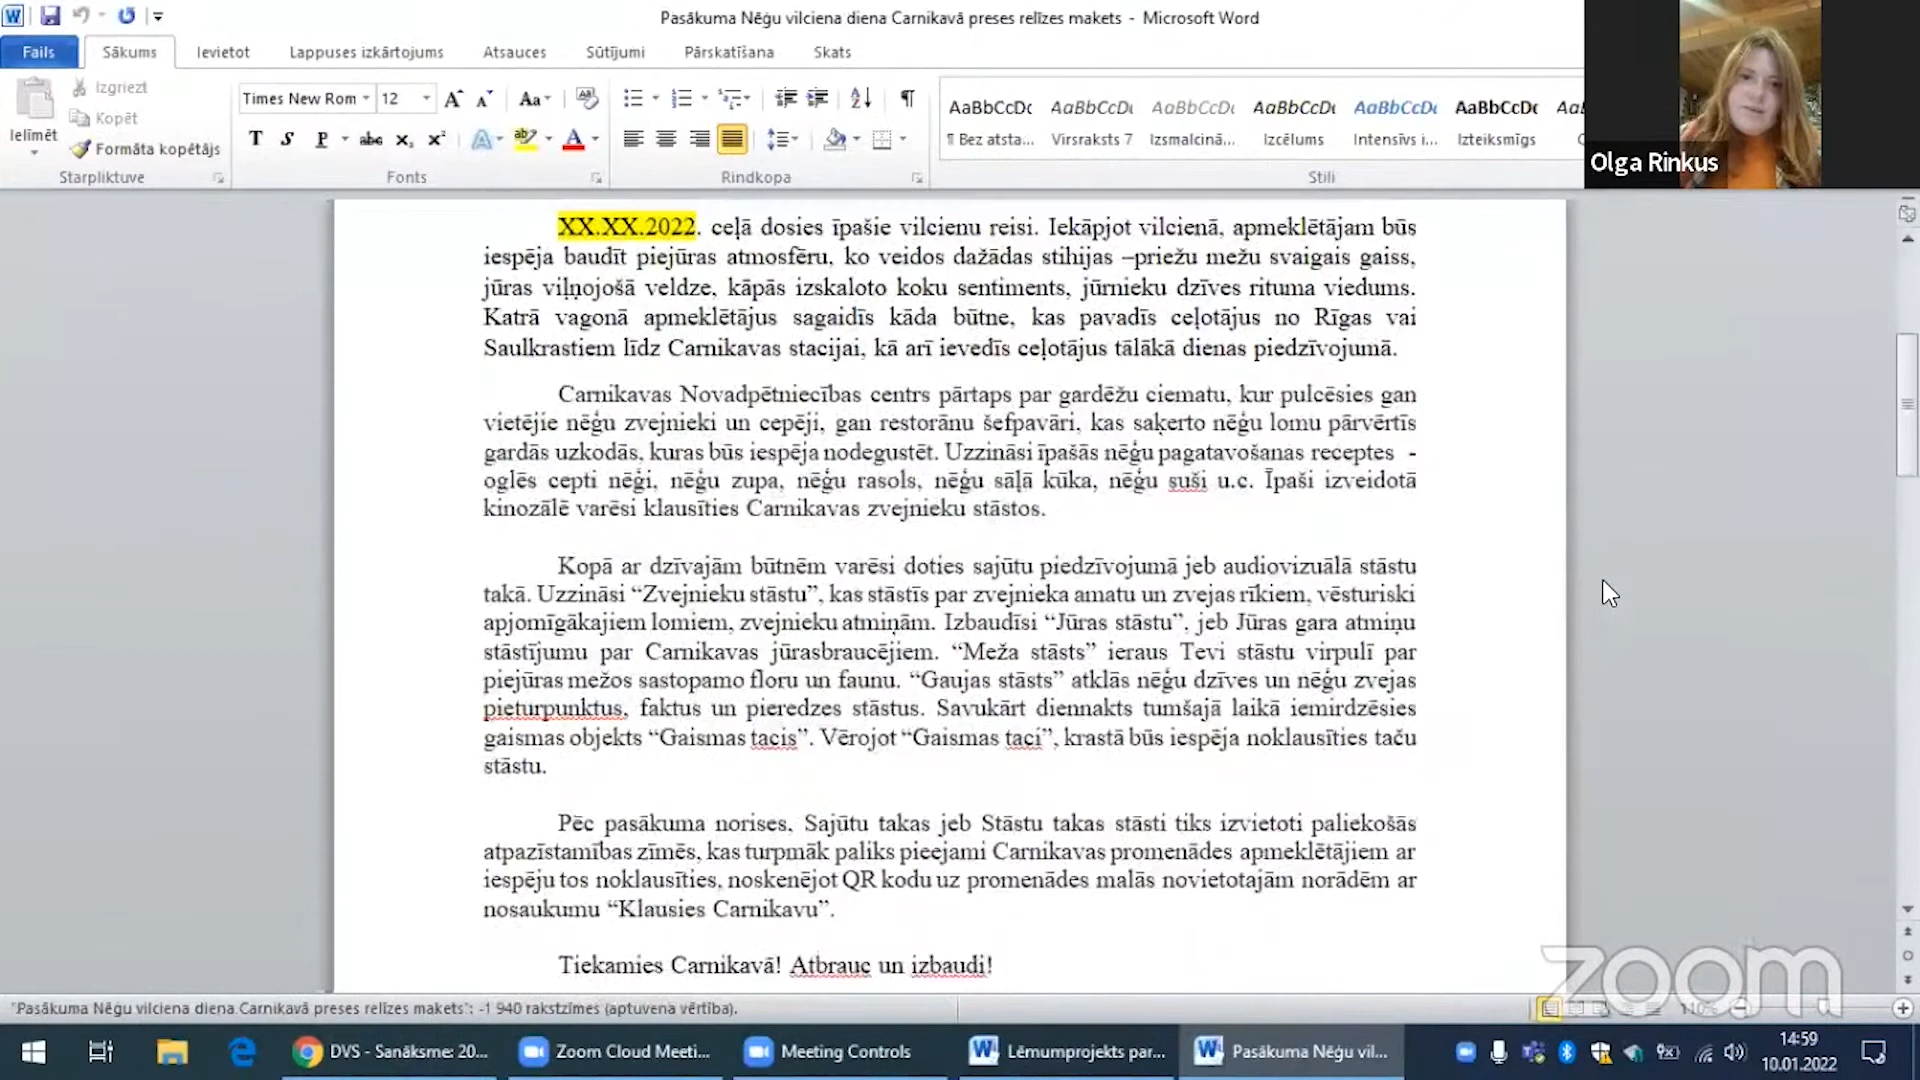 Pasākuma Nēģu vilciena diena Carnikavā preses relīzes makets - Microsoft Word
Fails Sākums Ievietot Lappuses izkārtojums Atsauces Sūtījumi Pārskatīšana Skats
Ielīmēt
Izgriezt
Kopēt
Formāta kopētājs
Starpliktuve
Times New Rom 12
Fonts
Rindkopa
AaBbCcDc AaBbCcDı AaBbCcDc AaBbCcDc AaBbCcDc AaBbCcDc
¶ Bez atsta... Virsraksts 7 Izsmalcinā... Izcēlums Intensīvs i... Izteiksmīgs
Stili
Olga Rinkus
XX.XX.2022. ceļā dosies īpašie vilcienu reisi. Iekāpjot vilcienā, apmeklētājam būs
iespēja baudīt piejūras atmosfēru, ko veidos dažādas stihijas –priežu mežu svaigais gaiss,
jūras viļņojošā veldze, kāpās izskaloto koku sentiments, jūrnieku dzīves rituma viedums.
Katrā vagonā apmeklētājus sagaidīs kāda būtne, kas pavadīs ceļotājus no Rīgas vai
Saulkrastiem līdz Carnikavas stacijai, kā arī ievedīs ceļotājus tālākā dienas piedzīvojumā.
Carnikavas Novadpētniecības centrs pārtaps par gardēžu ciematu, kur pulcēsies gan
vietējie nēģu zvejnieki un cepēji, gan restorānu šefpavāri, kas saķerto nēģu lomu pārvērtīs
gardās uzkodās, kuras būs iespēja nodegustēt. Uzzināsi īpašās nēģu pagatavošanas receptes -
oglēs cepti nēģi, nēģu zupa, nēģu rasols, nēģu sāļā kūka, nēģu suši u.c. Īpaši izveidotā
kinozālē varēsi klausīties Carnikavas zvejnieku stāstos.
Kopā ar dzīvajām būtnēm varēsi doties sajūtu piedzīvojumā jeb audiovizuālā stāstu
takā. Uzzināsi “Zvejnieku stāstu”, kas stāstīs par zvejnieka amatu un zvejas rīkiem, vēsturiski
apjomīgākajiem lomiem, zvejnieku atmiņām. Izbaudīsi “Jūras stāstu”, jeb Jūras gara atmiņu
stāstījumu par Carnikavas jūrasbraucējiem. “Meža stāsts” ieraus Tevi stāstu virpulī par
piejūras mežos sastopamo floru un faunu. “Gaujas stāsts” atklās nēģu dzīves un nēģu zvejas
pieturpunktus, faktus un pieredzes stāstus. Savukārt diennakts tumšajā laikā iemirdzēsies
gaismas objekts “Gaismas tacis”. Vērojot “Gaismas taci”, krastā būs iespēja noklausīties taču
stāstu.
Pēc pasākuma norises, Sajūtu takas jeb Stāstu takas stāsti tiks izvietoti paliekošās
atpazīstamības zīmēs, kas turpmāk paliks pieejami Carnikavas promenādes apmeklētājiem ar
iespēju tos noklausīties, noskenējot QR kodu uz promenādes malās novietotajām norādēm ar
nosaukumu “Klausies Carnikavu”.
Tiekamies Carnikavā! Atbrauc un izbaudi!
zoom
"Pasākuma Nēģu vilciena diena Carnikavā preses relīzes makets": -1 940 rakstzīmes (aptuvena vērtība).
110%
DVS - Sanāksme: 20... Zoom Cloud Meeti... Meeting Controls Lēmumprojekts par... Pasākuma Nēģu vil...
14:59
10.01.2022